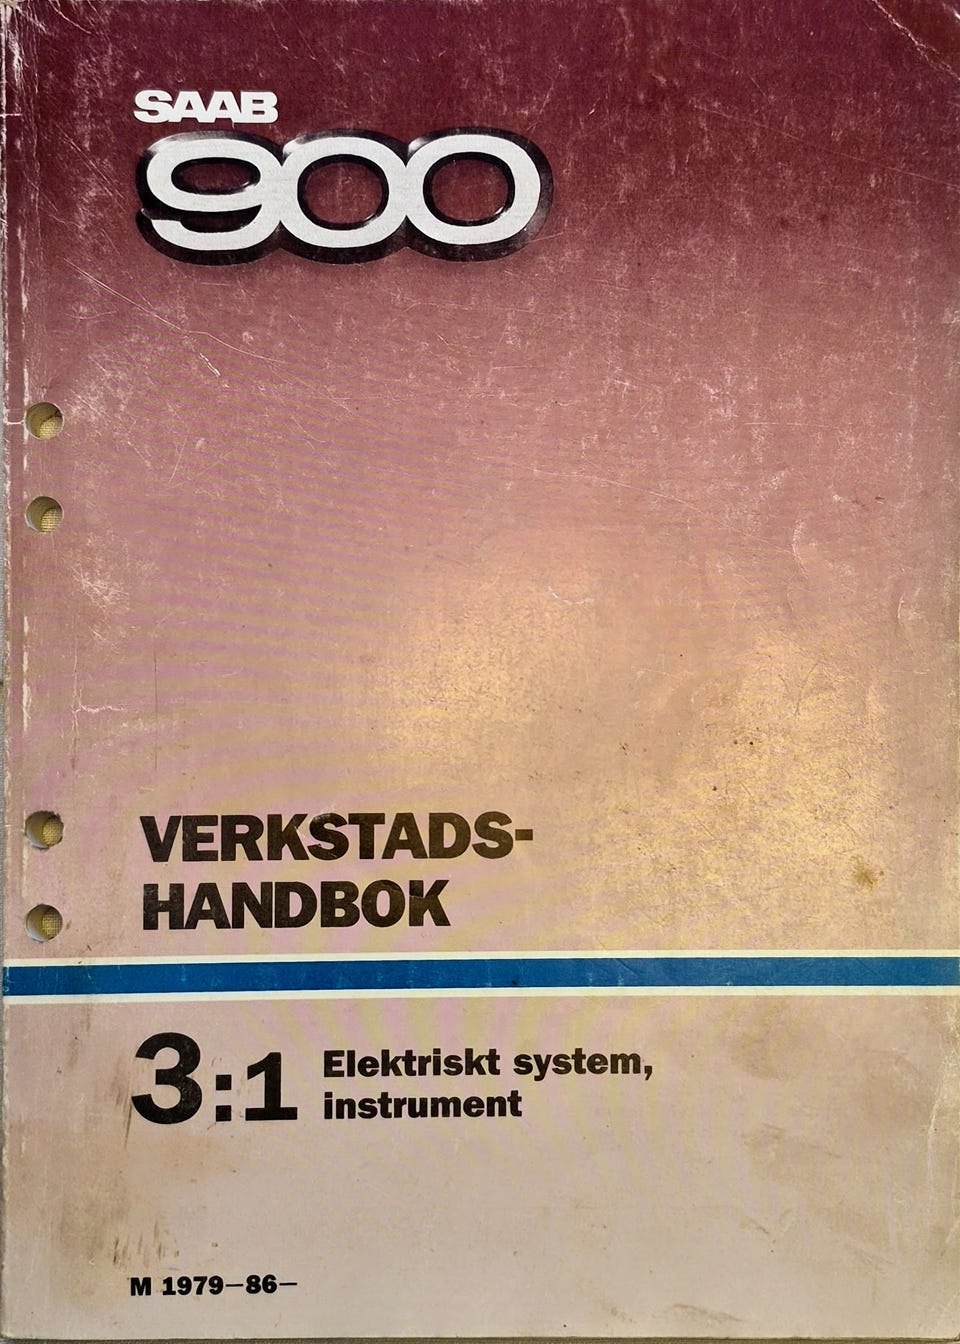 SAAB
900
VERKSTADS-
HANDBOK
3:1 Elektriskt system,
instrument
M 1979–86–